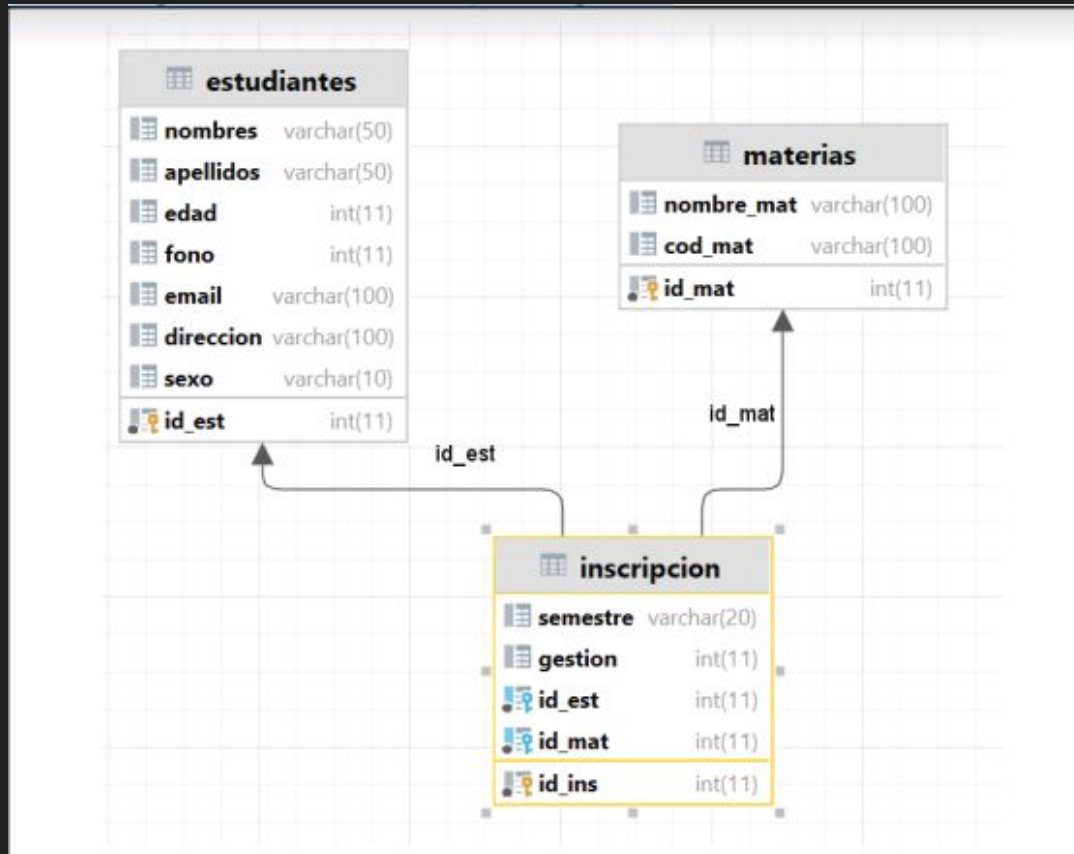 estudiantes
nombres varchar(50)
apellidos varchar(50)
edad int(11)
fono int(11)
email varchar(100)
direccion varchar(100)
sexo varchar(10)
id_est int(11)
materias
nombre_mat varchar(100)
cod_mat varchar(100)
id_mat int(11)
id_mat
id_est
inscripcion
semestre varchar(20)
gestion int(11)
id_est int(11)
id_mat int(11)
id_ins int(11)